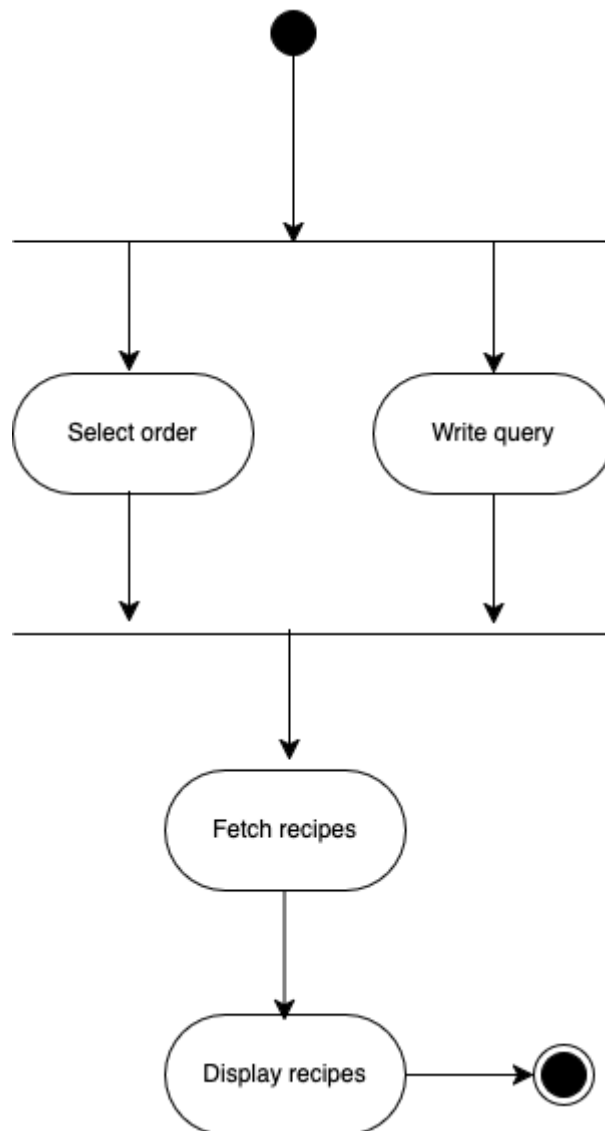 Select order
Write query
Fetch recipes
Display recipes